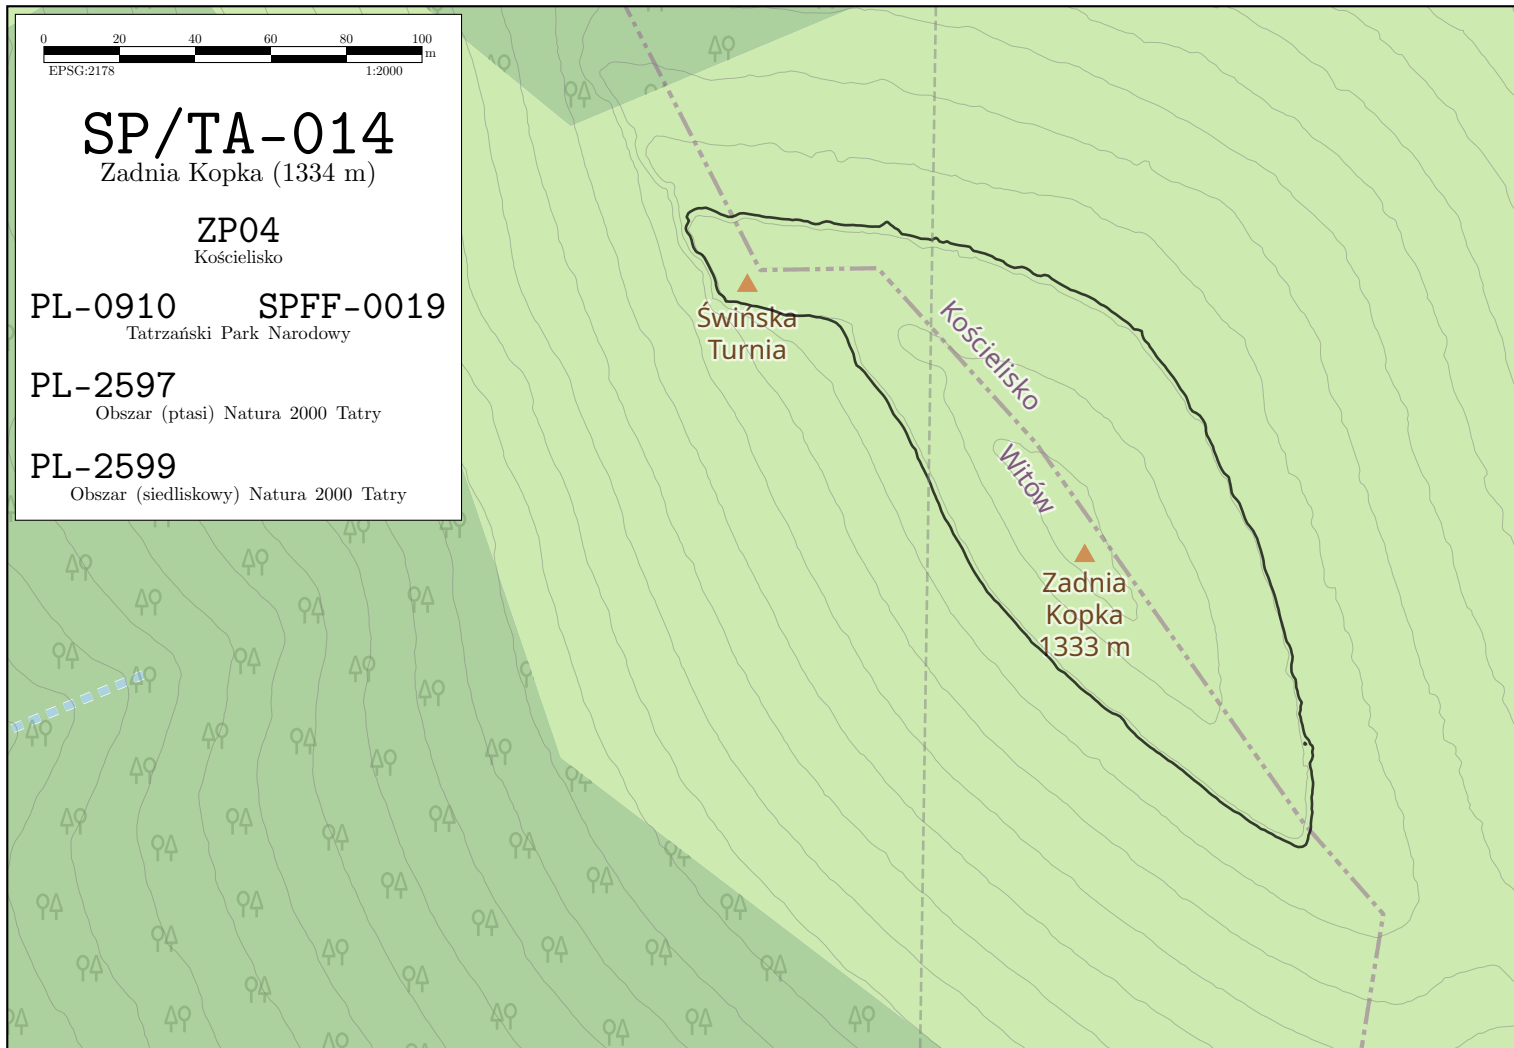 0 20 40 60 80 100
m
EPSG:2178 1:2000
SP/TA-014
Zadnia Kopka (1334 m)
ZP04
Kościelisko
PL-0910 SPFF-0019
Tatrzański Park Narodowy
PL-2597
Obszar (ptasi) Natura 2000 Tatry
PL-2599
Obszar (siedliskowy) Natura 2000 Tatry
Świńska
Turnia
Kościelisko
Witów
Zadnia
Kopka
1333 m